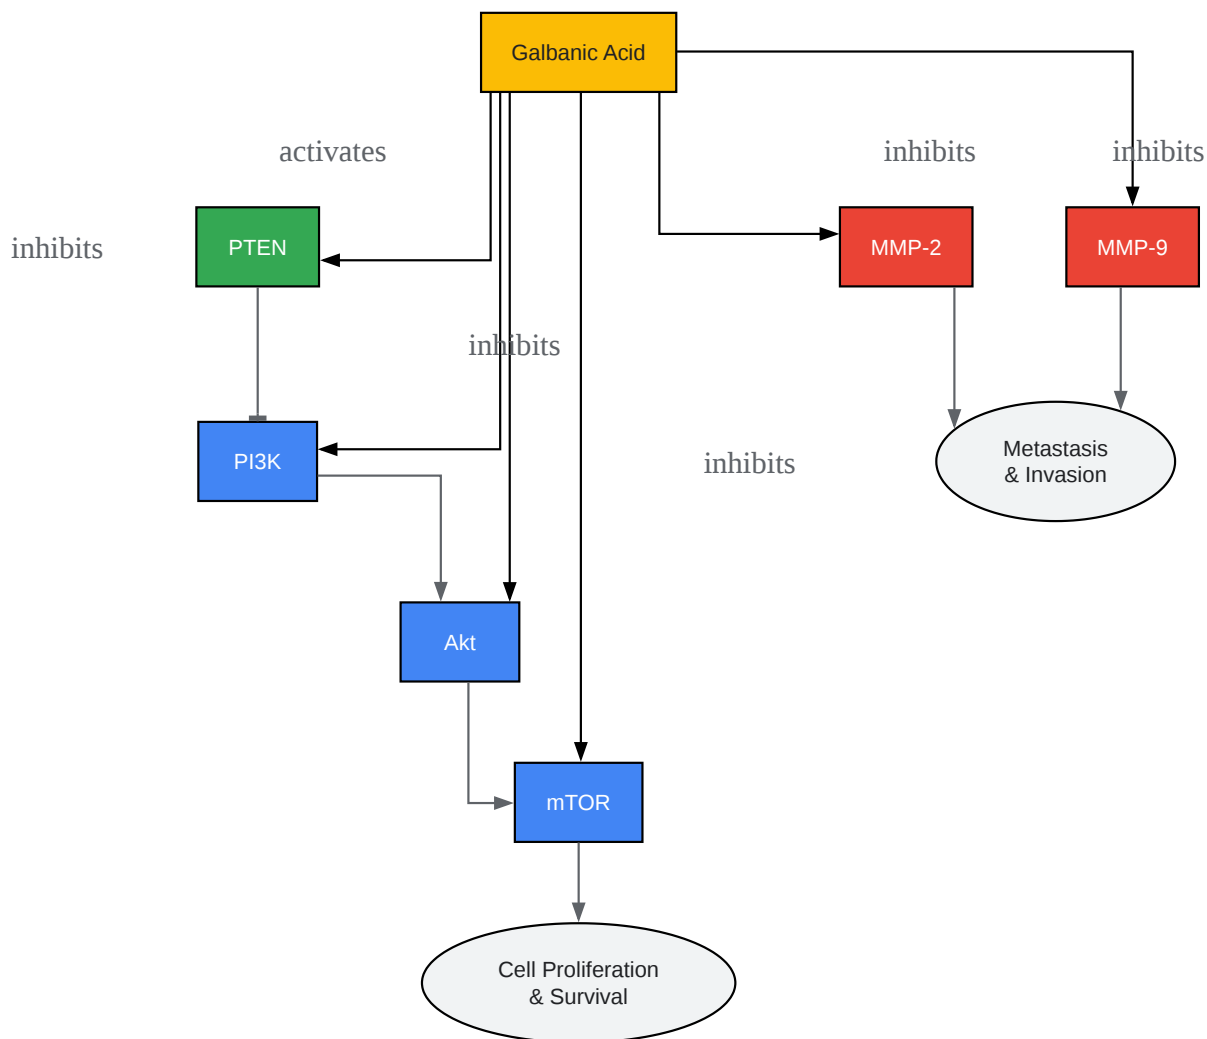 Galbanic Acid
activates
inhibits
inhibits
PTEN
MMP-2
MMP-9
inhibits
inhibits
PI3K
Metastasis
& Invasion
inhibits
Akt
mTOR
Cell Proliferation
& Survival